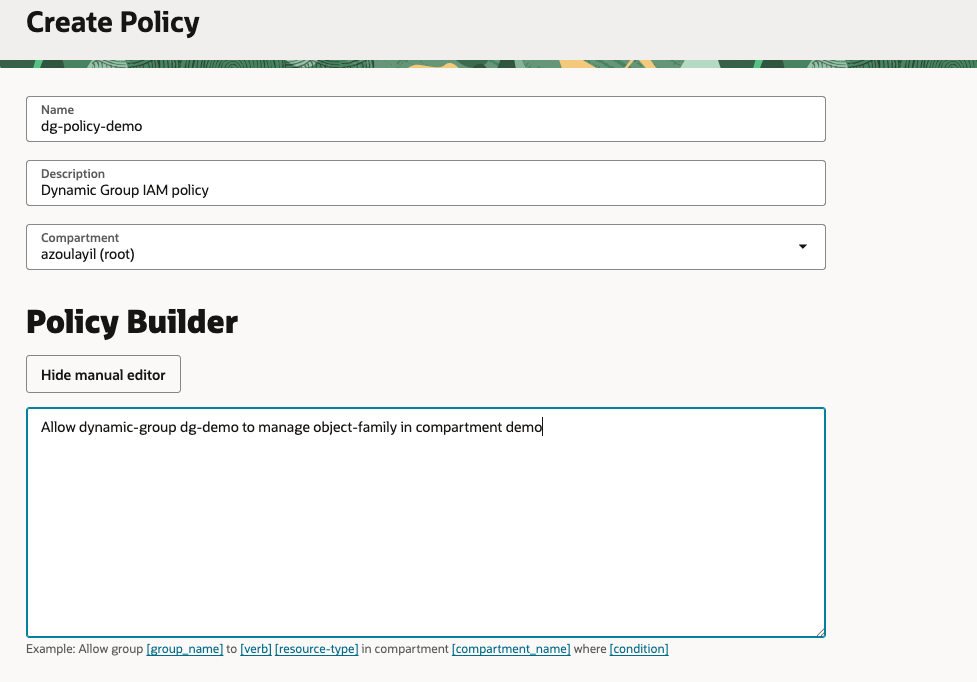 Create Policy
Name
dg-policy-demo
Description
Dynamic Group IAM policy
Compartment
azoulayil (root)
Policy Builder
Hide manual editor
Allow dynamic-group dg-demo to manage object-family in compartment demo
Example: Allow group [group_name] to [verb] [resource-type] in compartment [compartment_name] where [condition]